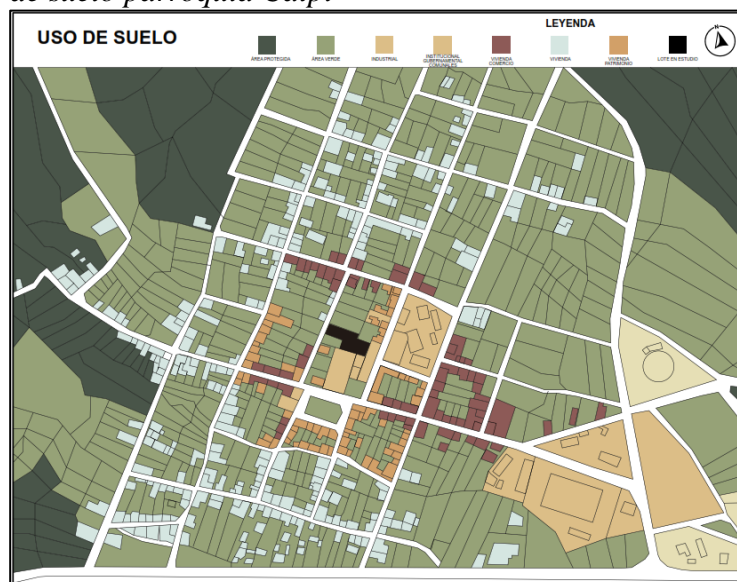 de suelo parroquia Calpi
USO DE SUELO
LEYENDA
ÁREA PROTEGIDA
ÁREA VERDE
INDUSTRIAL
INSTITUCIONAL
GUBERNAMENTAL
COMUNALES
VIVIENDA
COMERCIO
VIVIENDA
VIVIENDA
PATRIMONIO
LOTE EN ESTUDIO